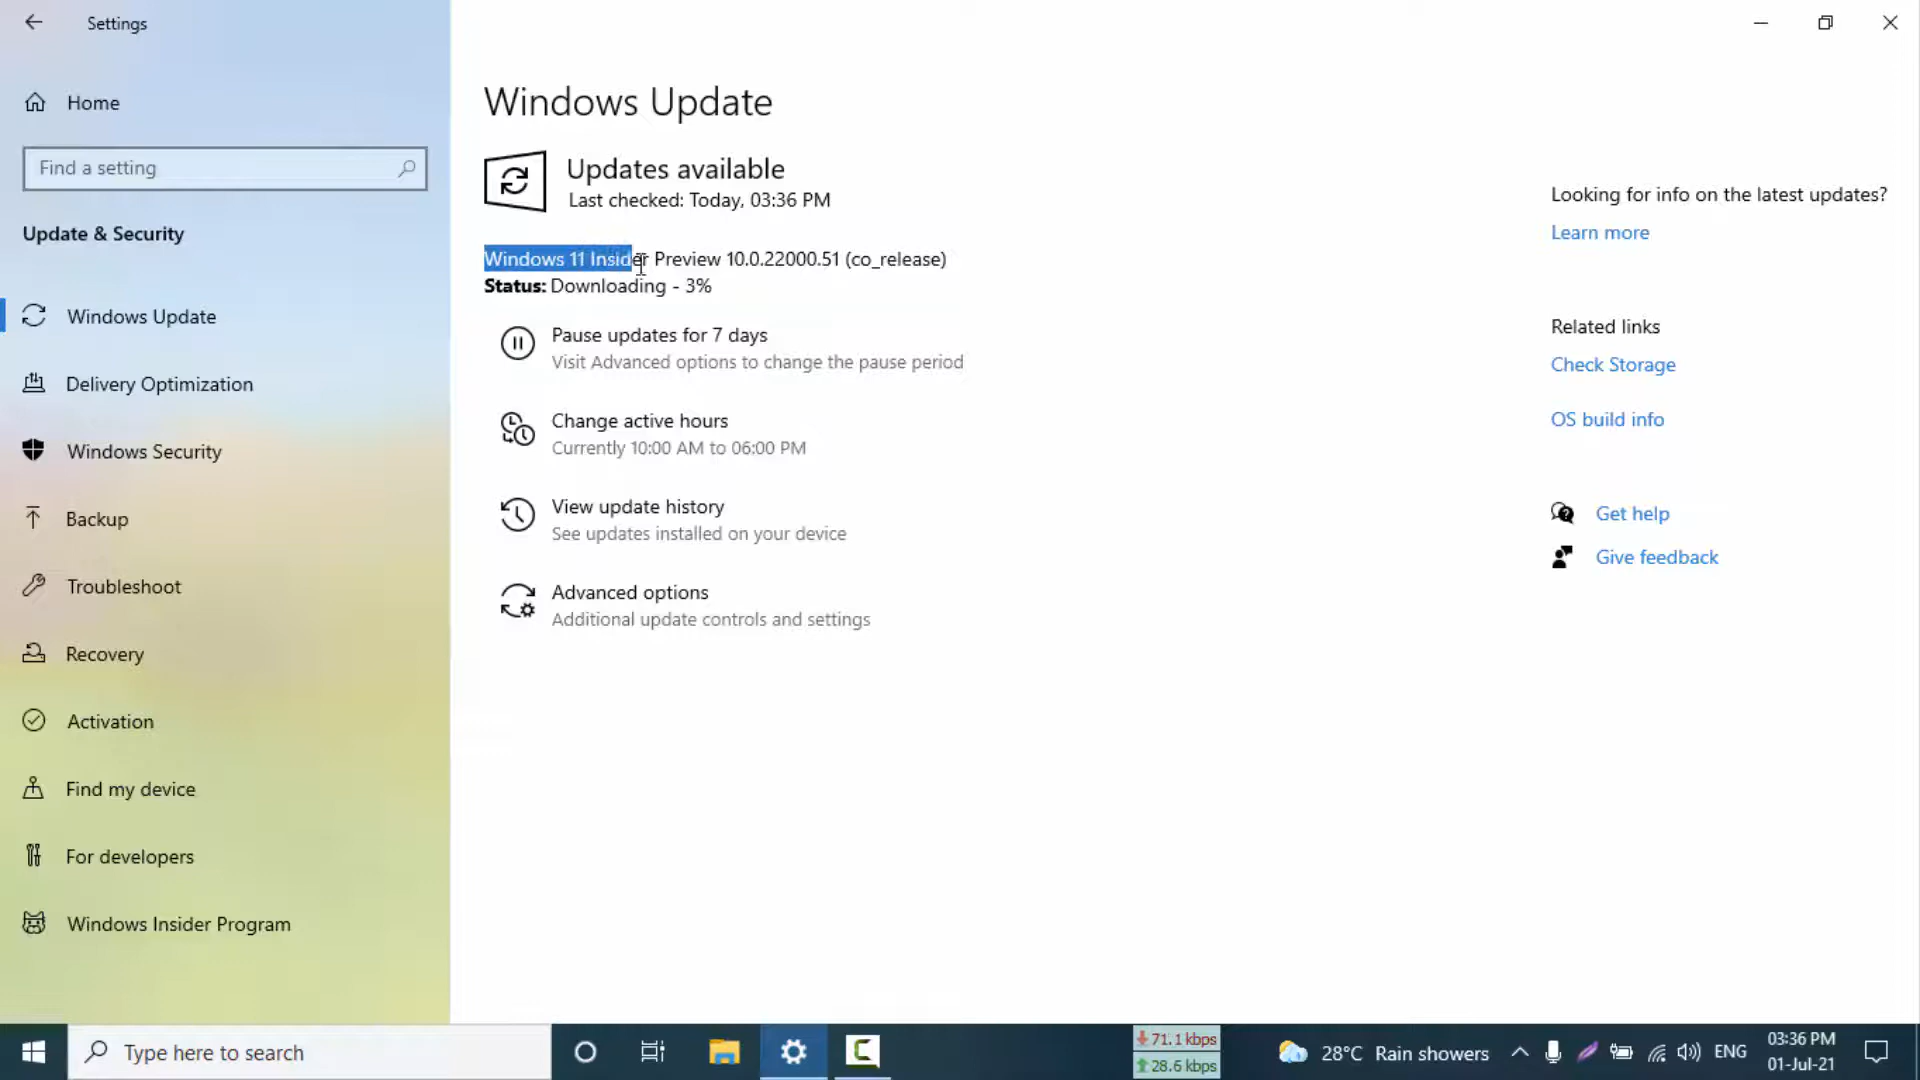 Settings
Home
Find a setting
Update & Security
Windows Update
Delivery Optimization
Windows Security
Backup
Troubleshoot
Recovery
Activation
Find my device
For developers
Windows Insider Program
Windows Update
Updates available
Last checked: Today, 03:36 PM
Windows 11 Insider Preview 10.0.22000.51 (co_release)
Status: Downloading - 3%
Pause updates for 7 days
Visit Advanced options to change the pause period
Change active hours
Currently 10:00 AM to 06:00 PM
View update history
See updates installed on your device
Advanced options
Additional update controls and settings
Looking for info on the latest updates?
Learn more
Related links
Check Storage
OS build info
Get help
Give feedback
Type here to search
71.1 kbps
28.6 kbps
28°C Rain showers
ENG
03:36 PM
01-Jul-21